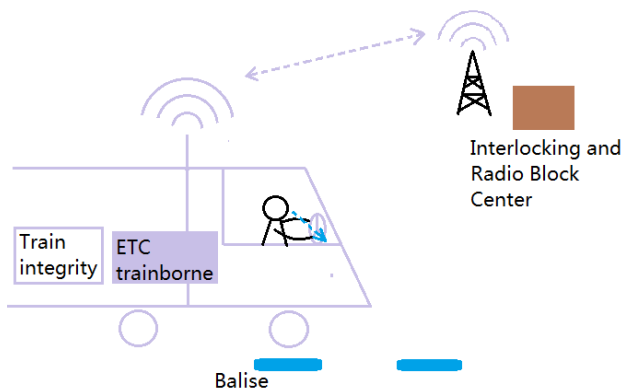 Interlocking and
Radio Block
Center
Train
integrity
ETC
trainborne
Balise